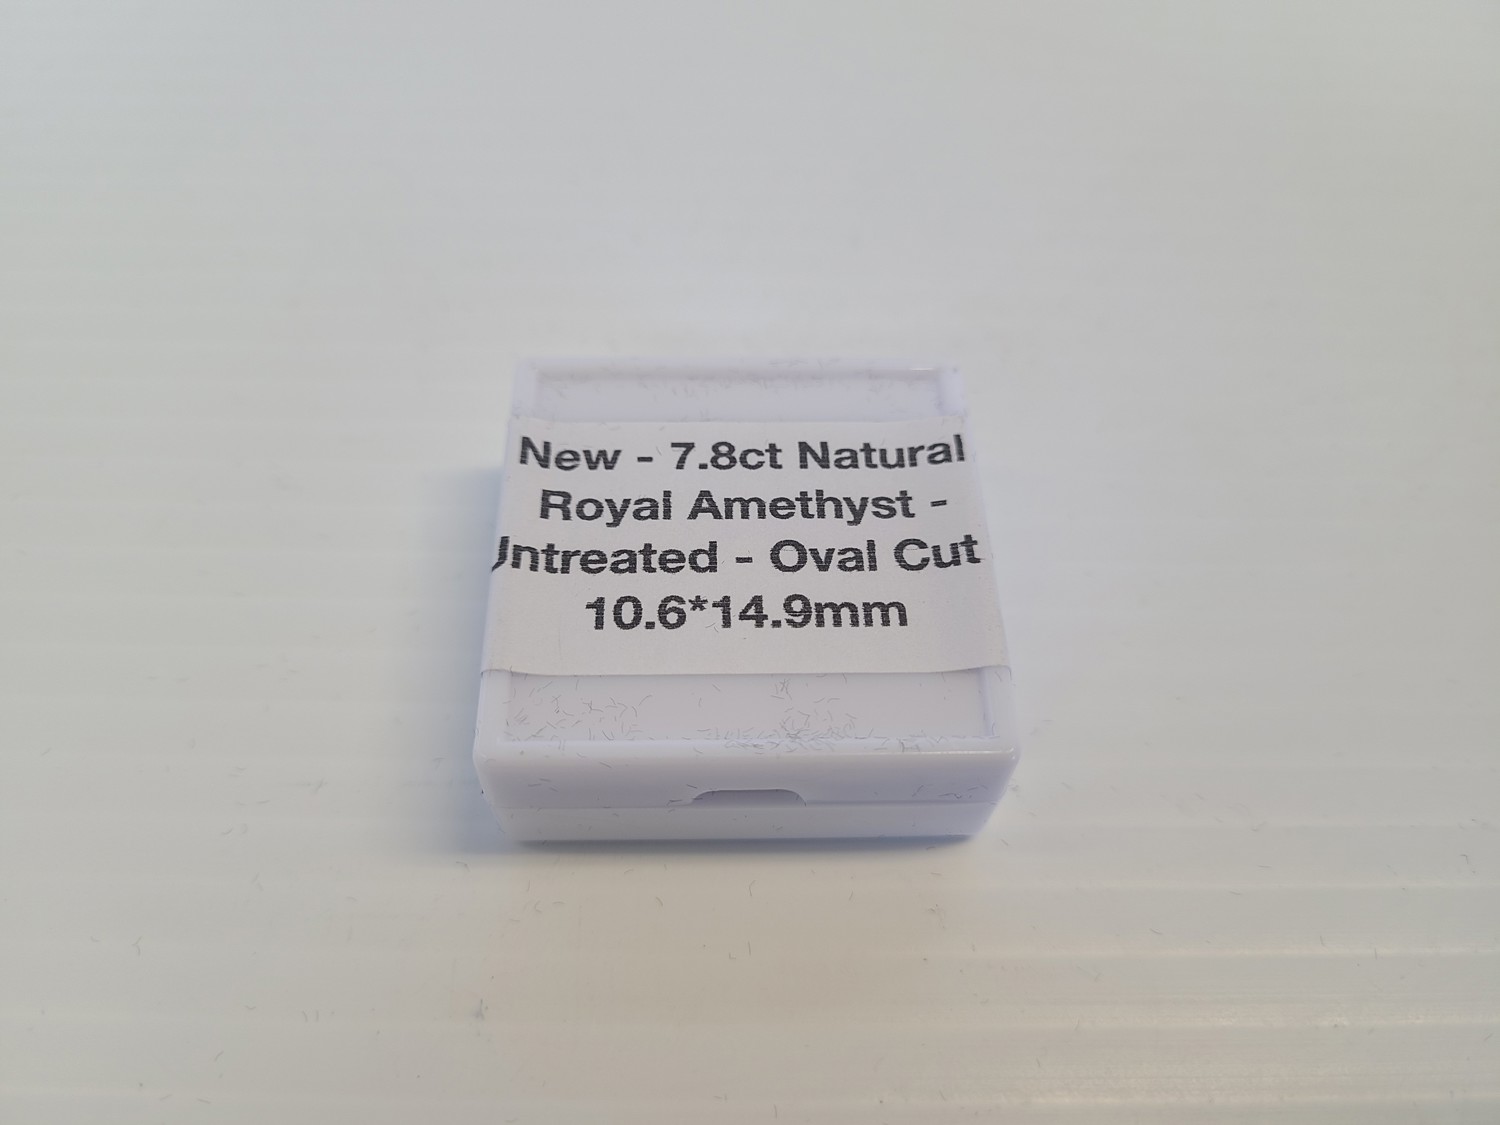 New - 7.8ct Natural
Royal Amethyst -
Untreated - Oval Cut
10.6*14.9mm